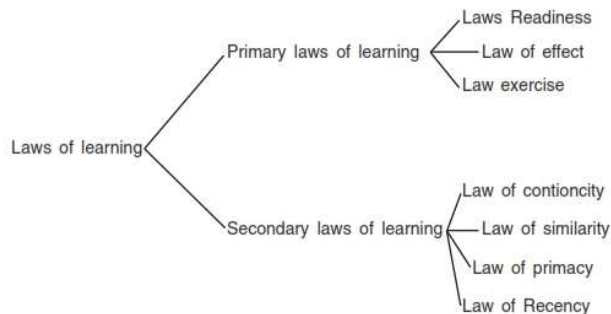 Laws Readiness
Primary laws of learning
Law of effect
Law exercise
Laws of learning
Law of contioncity
Secondary laws of learning
Law of similarity
Law of primacy
Law of Recency